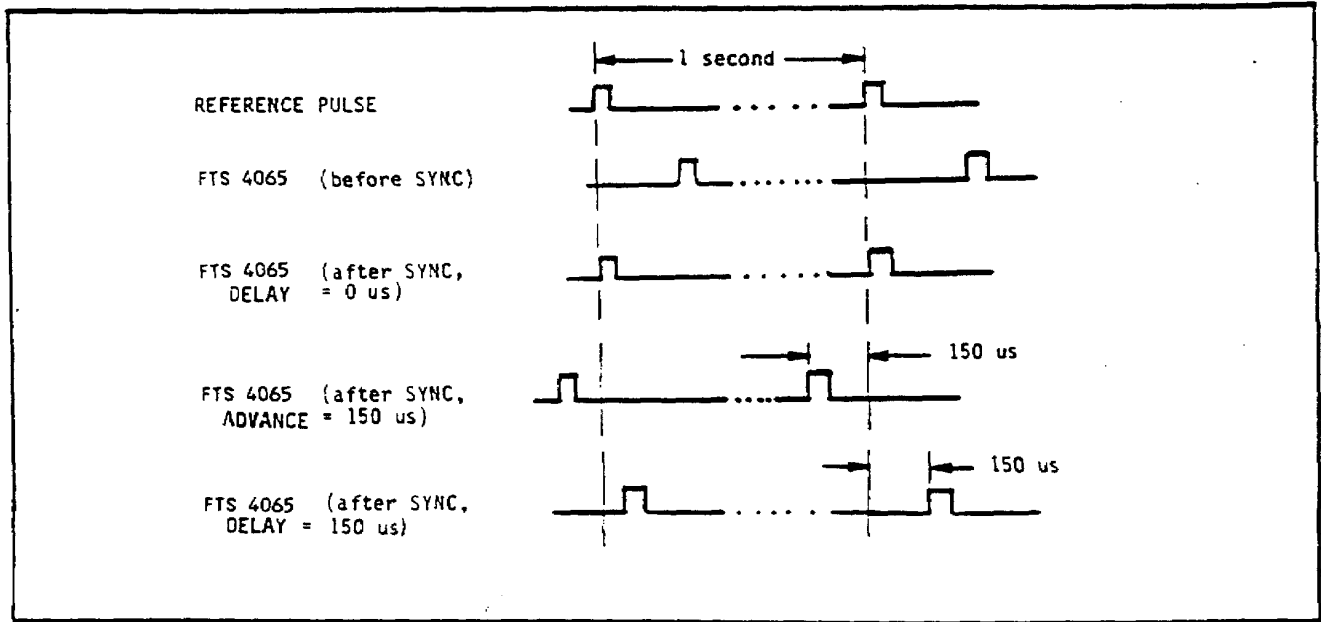 1 second
REFERENCE PULSE
FTS 4065 (before SYNC)
FTS 4065 (after SYNC,
DELAY = 0 us)
150 us
FTS 4065 (after SYNC,
ADVANCE = 150 us)
150 us
FTS 4065 (after SYNC,
DELAY = 150 us)